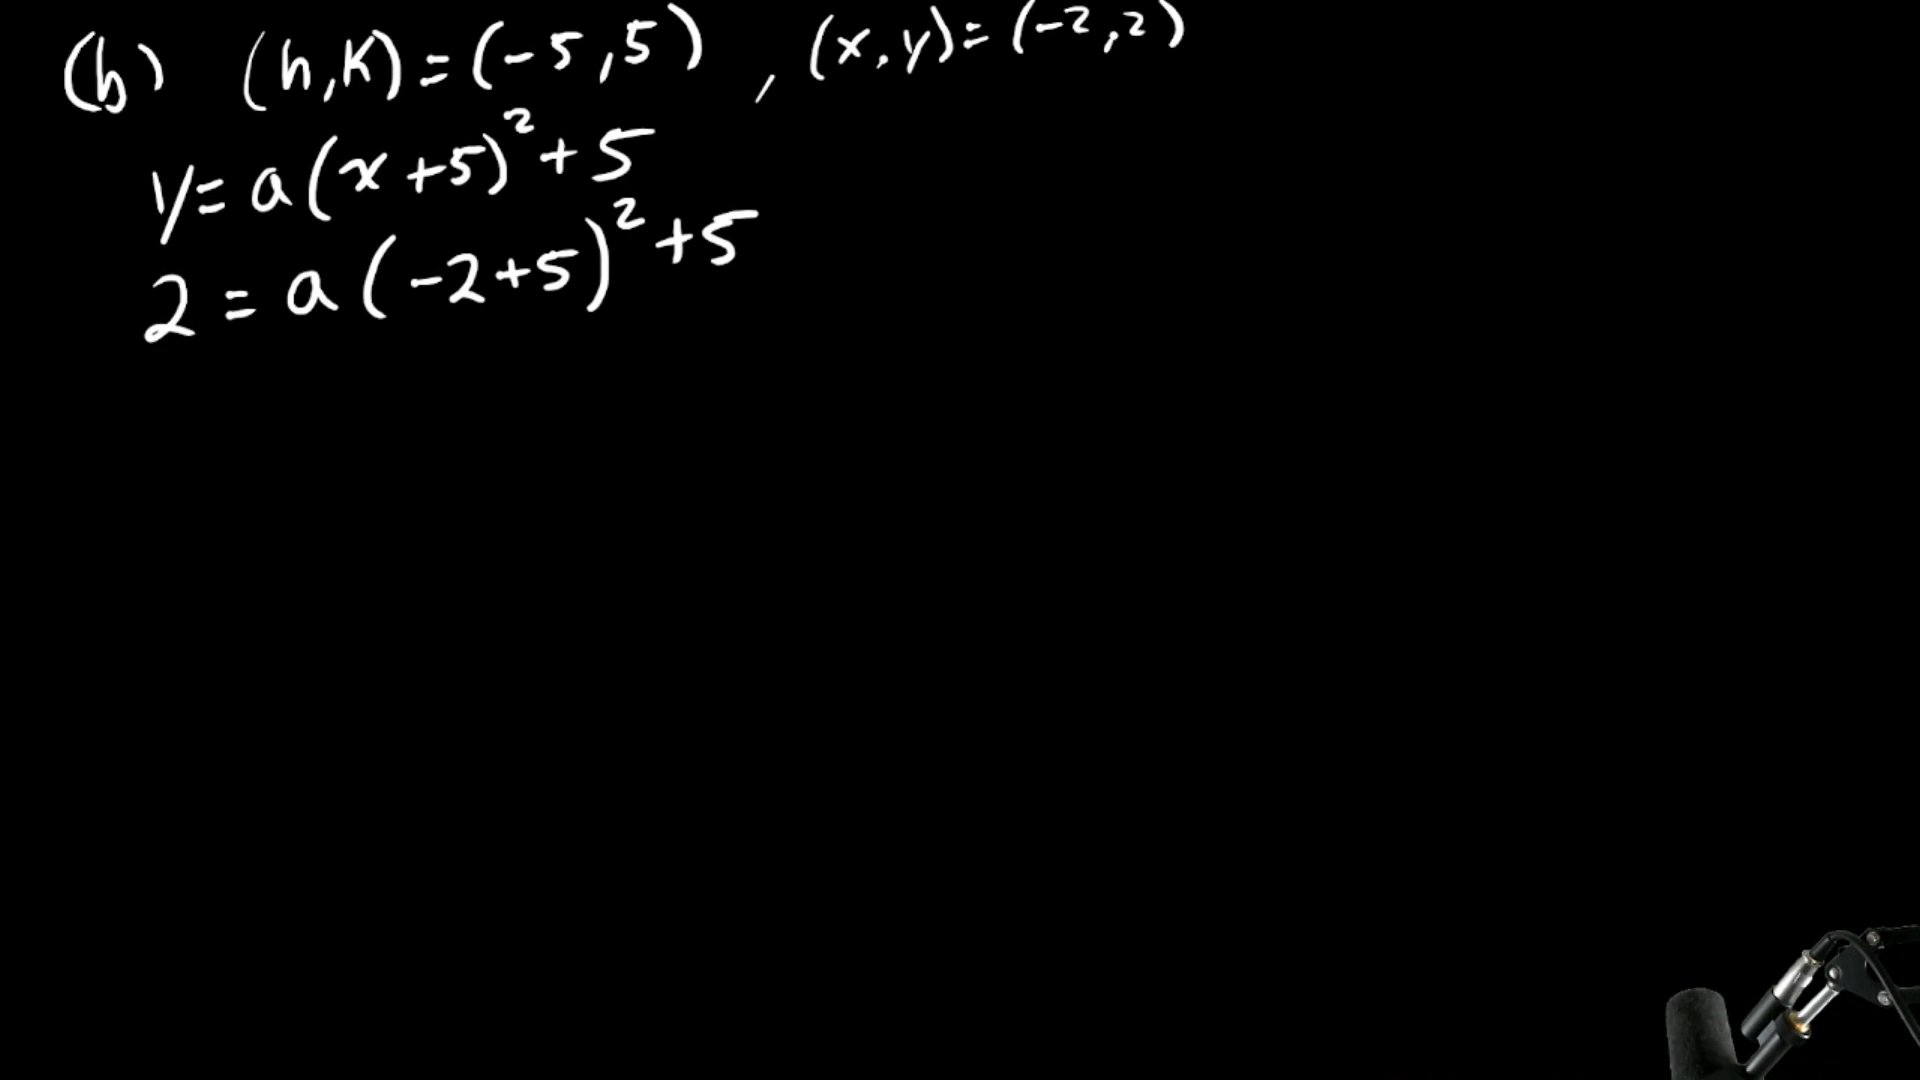 (b) (h,k) = (-5,5) , (x,y) = (-2,2)
y = a(x+5)² + 5
2 = a(-2+5)² + 5